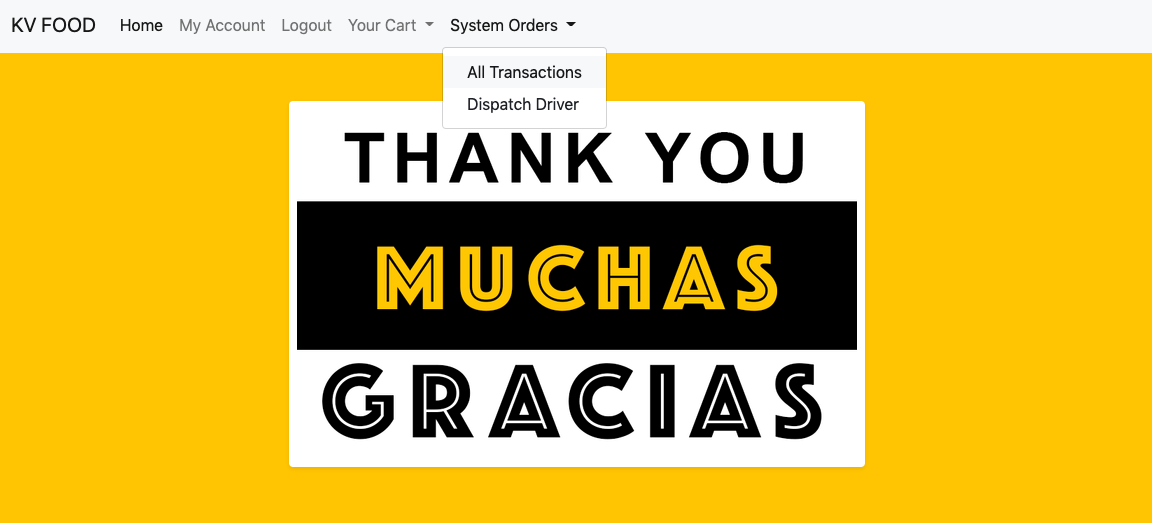 KV FOOD Home My Account Logout Your Cart System Orders
All Transactions
Dispatch Driver
THANK YOU
MUCHAS
GRACIAS